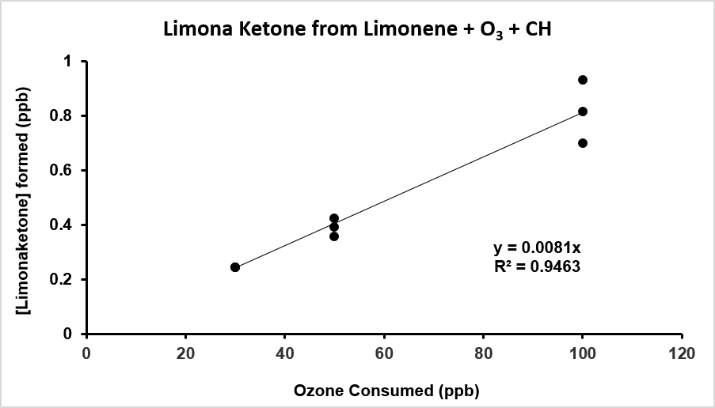 Limona Ketone from Limonene + O₃ + CH
[Limonaketone] formed (ppb)
1
0.8
0.6
0.4
0.2
0
y = 0.0081x
R² = 0.9463
0 20 40 60 80 100 120
Ozone Consumed (ppb)